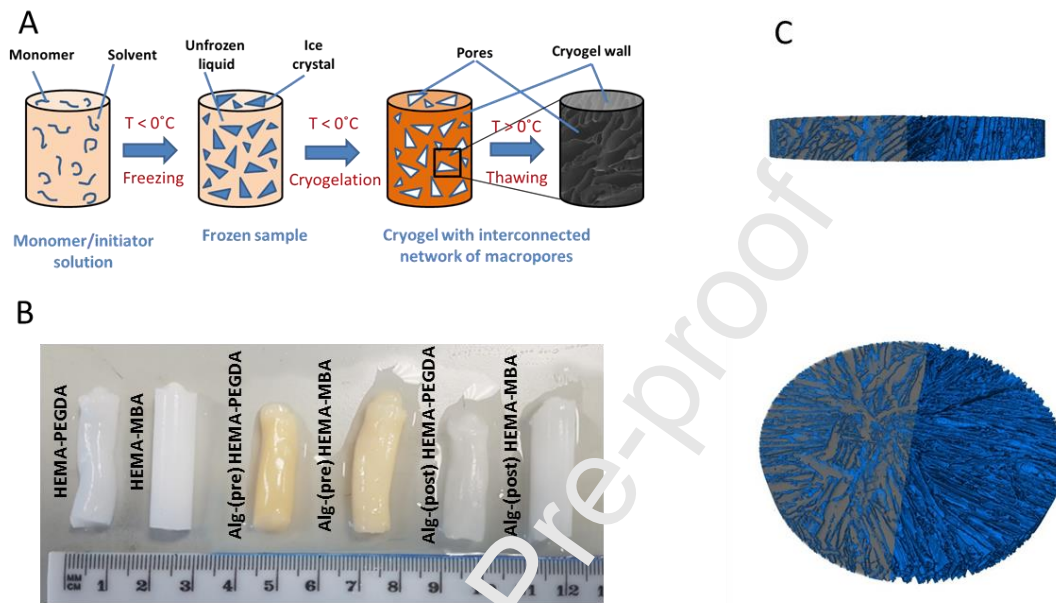 A
Monomer
Solvent
Unfrozen
liquid
Ice
crystal
Pores
Cryogel wall
T < 0˚C
Freezing
T < 0˚C
Cryogelation
T > 0˚C
Thawing
Monomer/initiator
solution
Frozen sample
Cryogel with interconnected
network of macropores
B
HEMA-PEGDA
HEMA-MBA
Alg-(pre) HEMA-PEGDA
Alg-(pre) HEMA-MBA
Alg-(post) HEMA-PEGDA
Alg-(post) HEMA-MBA
MM
CM 1 2 3 4 5 6 7 8 9 10 11 12
C
Pre-proof